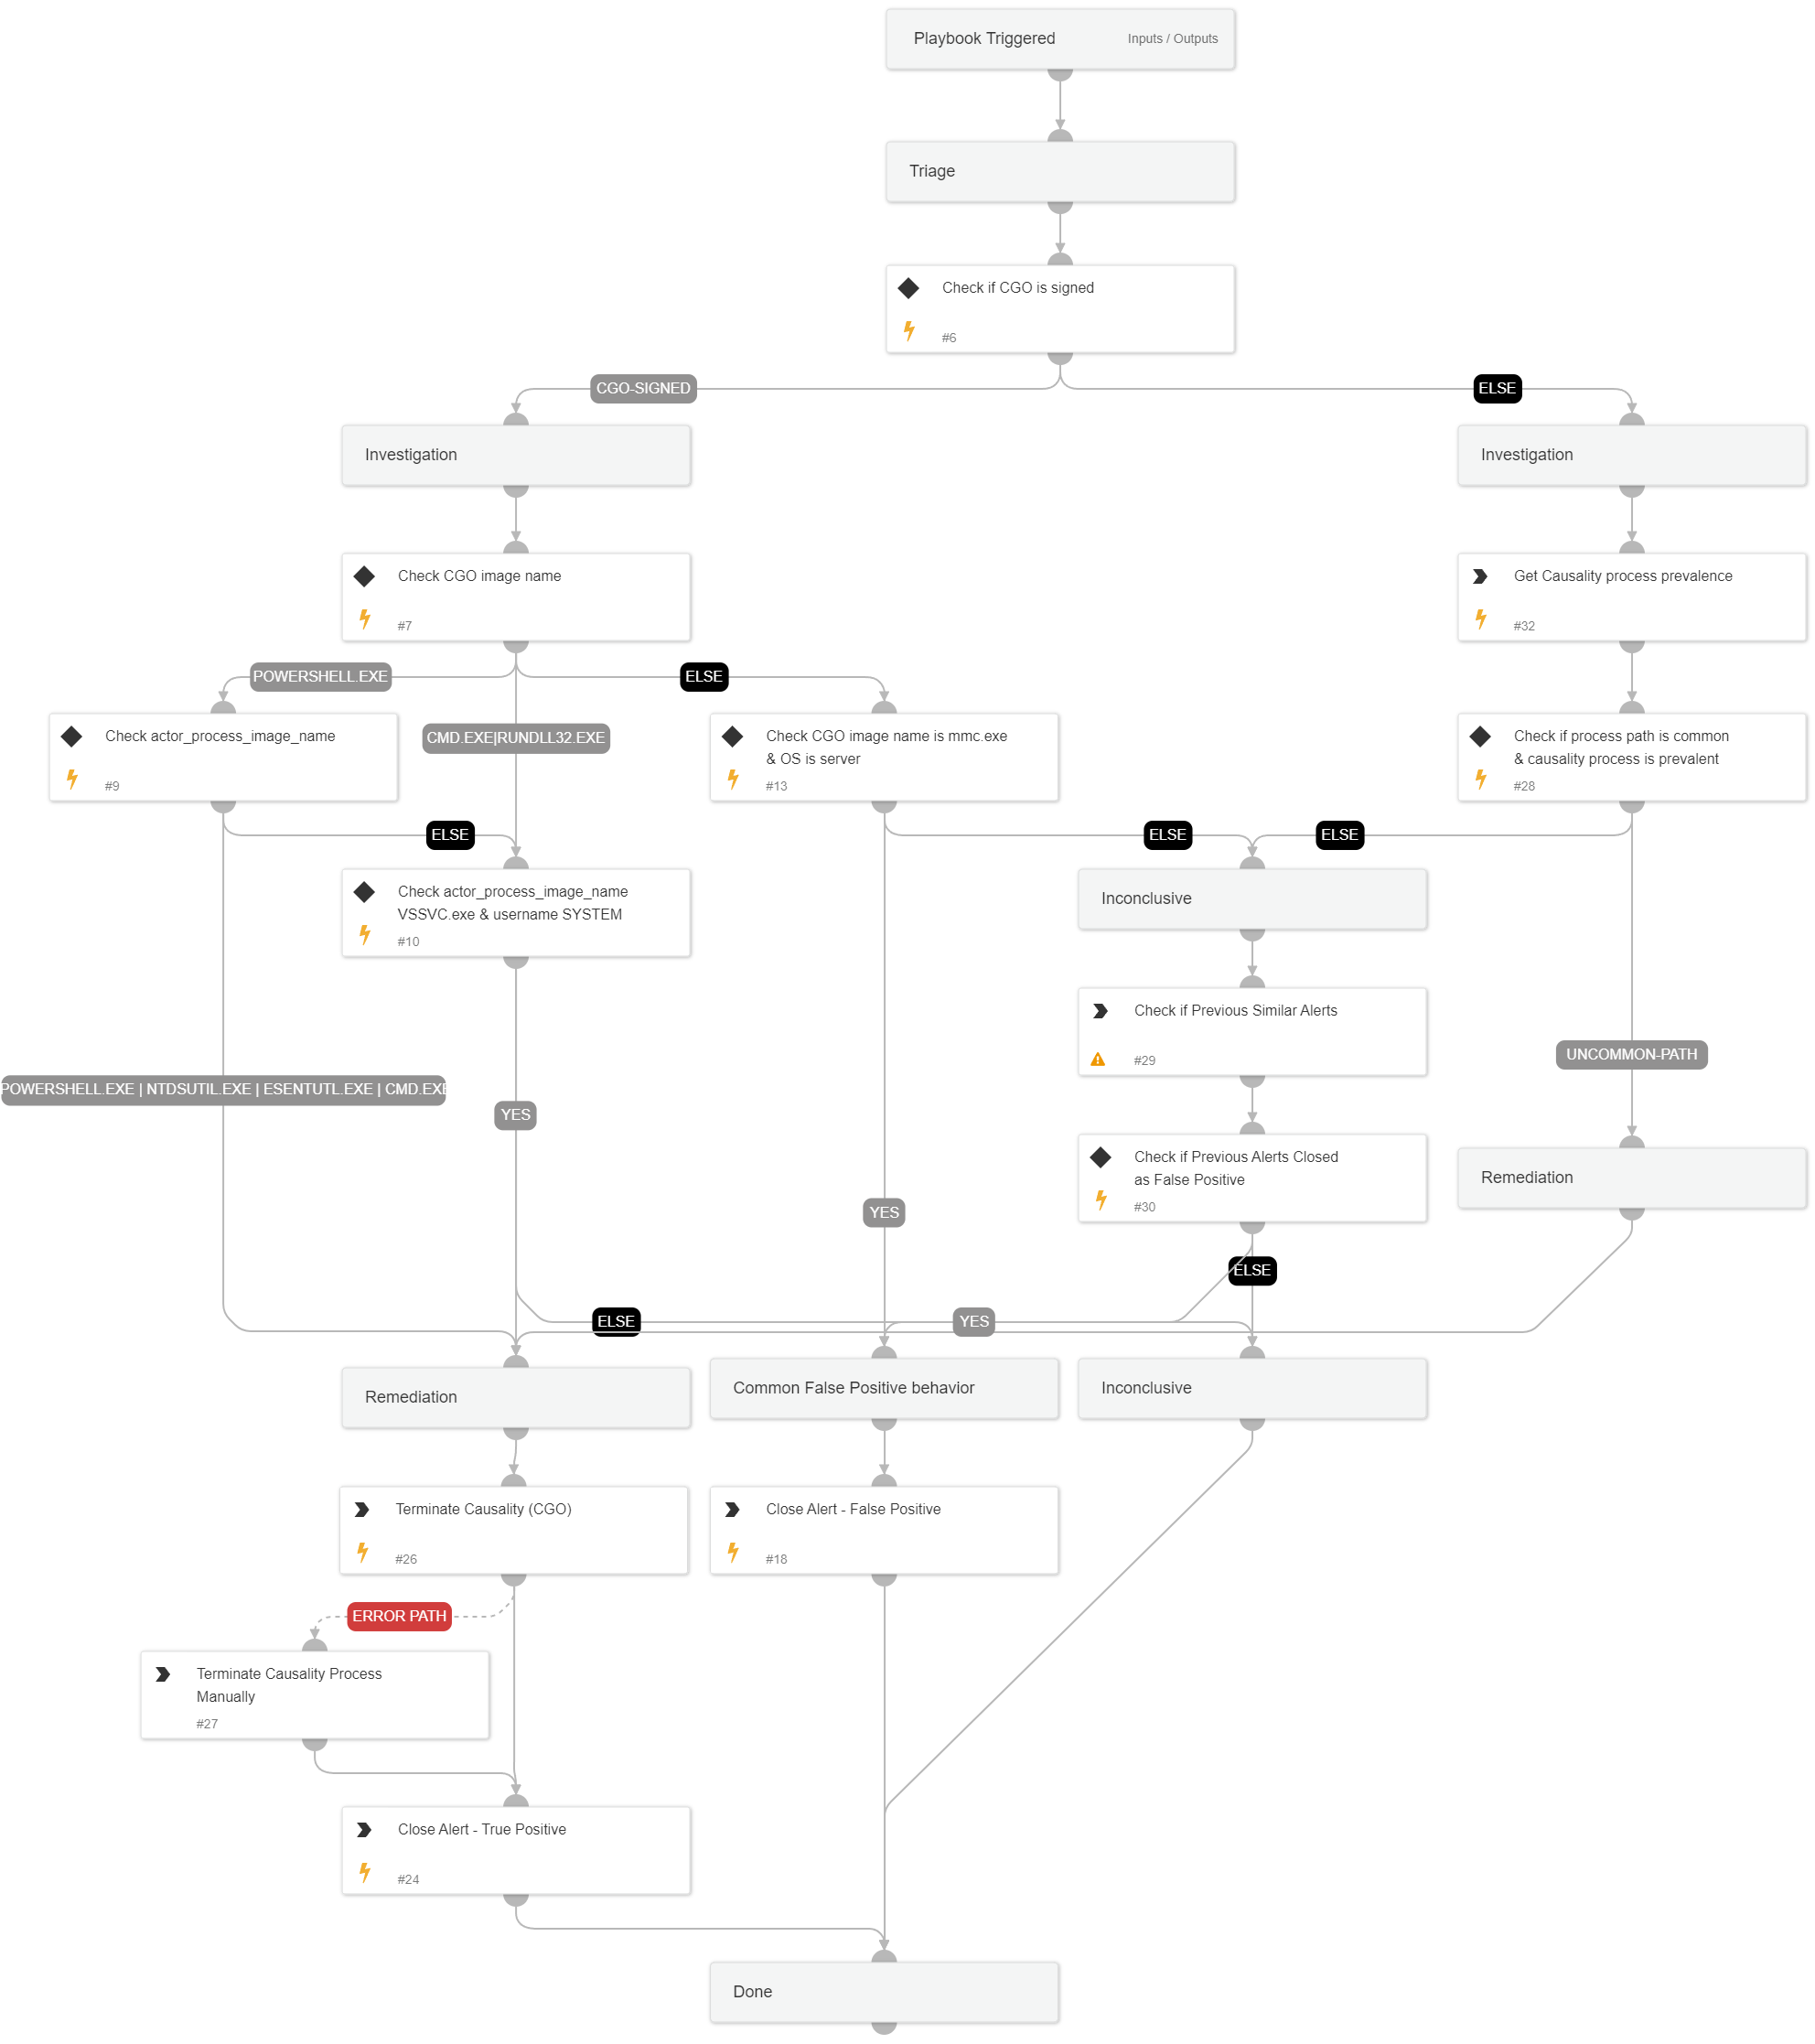 Playbook Triggered
Inputs / Outputs
Triage
Check if CGO is signed
#6
CGO-SIGNED
ELSE
Investigation
Investigation
Check CGO image name
#7
Get Causality process prevalence
#32
POWERSHELL.EXE
ELSE
CMD.EXE|RUNDLL32.EXE
Check actor_process_image_name
#9
Check CGO image name is mmc.exe
& OS is server
#13
Check if process path is common
& causality process is prevalent
#28
ELSE
ELSE
ELSE
Check actor_process_image_name
VSSVC.exe & username SYSTEM
#10
Inconclusive
Check if Previous Similar Alerts
#29
UNCOMMON-PATH
POWERSHELL.EXE | NTDSUTIL.EXE | ESENTUTL.EXE | CMD.EXE
YES
Check if Previous Alerts Closed
as False Positive
#30
Remediation
YES
ELSE
ELSE
YES
Remediation
Common False Positive behavior
Inconclusive
Terminate Causality (CGO)
#26
Close Alert - False Positive
#18
ERROR PATH
Terminate Causality Process
Manually
#27
Close Alert - True Positive
#24
Done